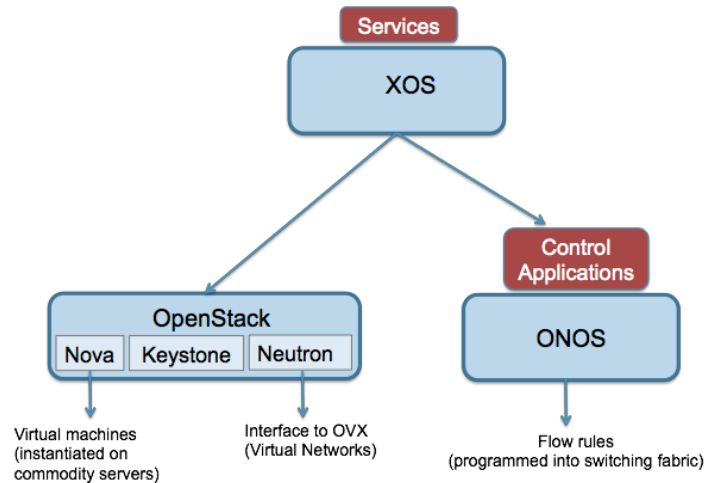 Services
XOS
Control
Applications
OpenStack
Nova
Keystone
Neutron
ONOS
Virtual machines
(instantiated on
commodity servers)
Interface to OVX
(Virtual Networks)
Flow rules
(programmed into switching fabric)